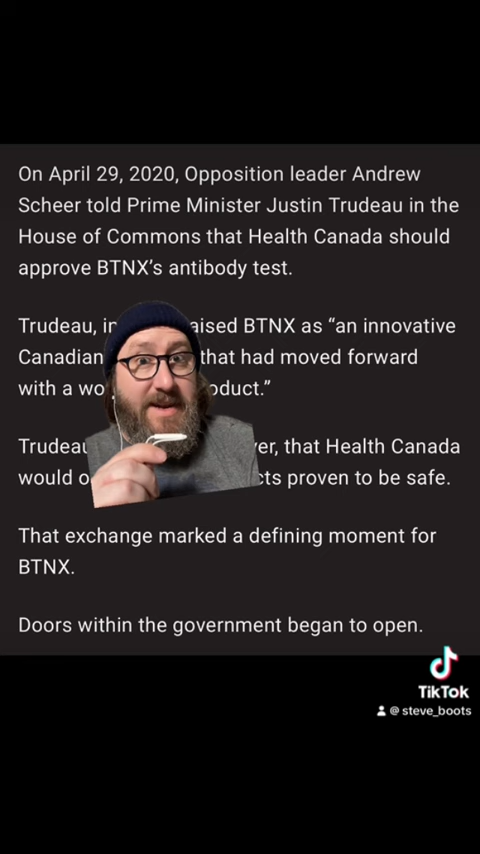 On April 29, 2020, Opposition leader Andrew
Scheer told Prime Minister Justin Trudeau in the
House of Commons that Health Canada should
approve BTNX's antibody test.
Trudeau, in aised BTNX as “an innovative
Canadian that had moved forward
with a wo oduct.”
Trudeau er, that Health Canada
would o cts proven to be safe.
That exchange marked a defining moment for
BTNX.
Doors within the government began to open.
TikTok
@ steve_boots